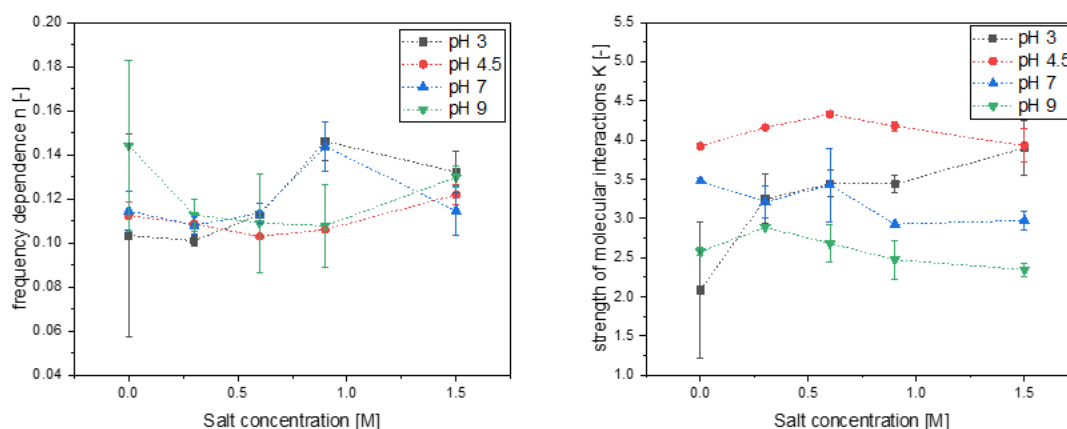 frequency dependence n [-]
0.20
0.18
0.16
0.14
0.12
0.10
0.08
0.06
0.04
0.0
0.5
1.0
1.5
Salt concentration [M]
pH 3
pH 4.5
pH 7
pH 9
strength of molecular interactions K [-]
5.5
5.0
4.5
4.0
3.5
3.0
2.5
2.0
1.5
1.0
0.0
0.5
1.0
1.5
Salt concentration [M]
pH 3
pH 4.5
pH 7
pH 9